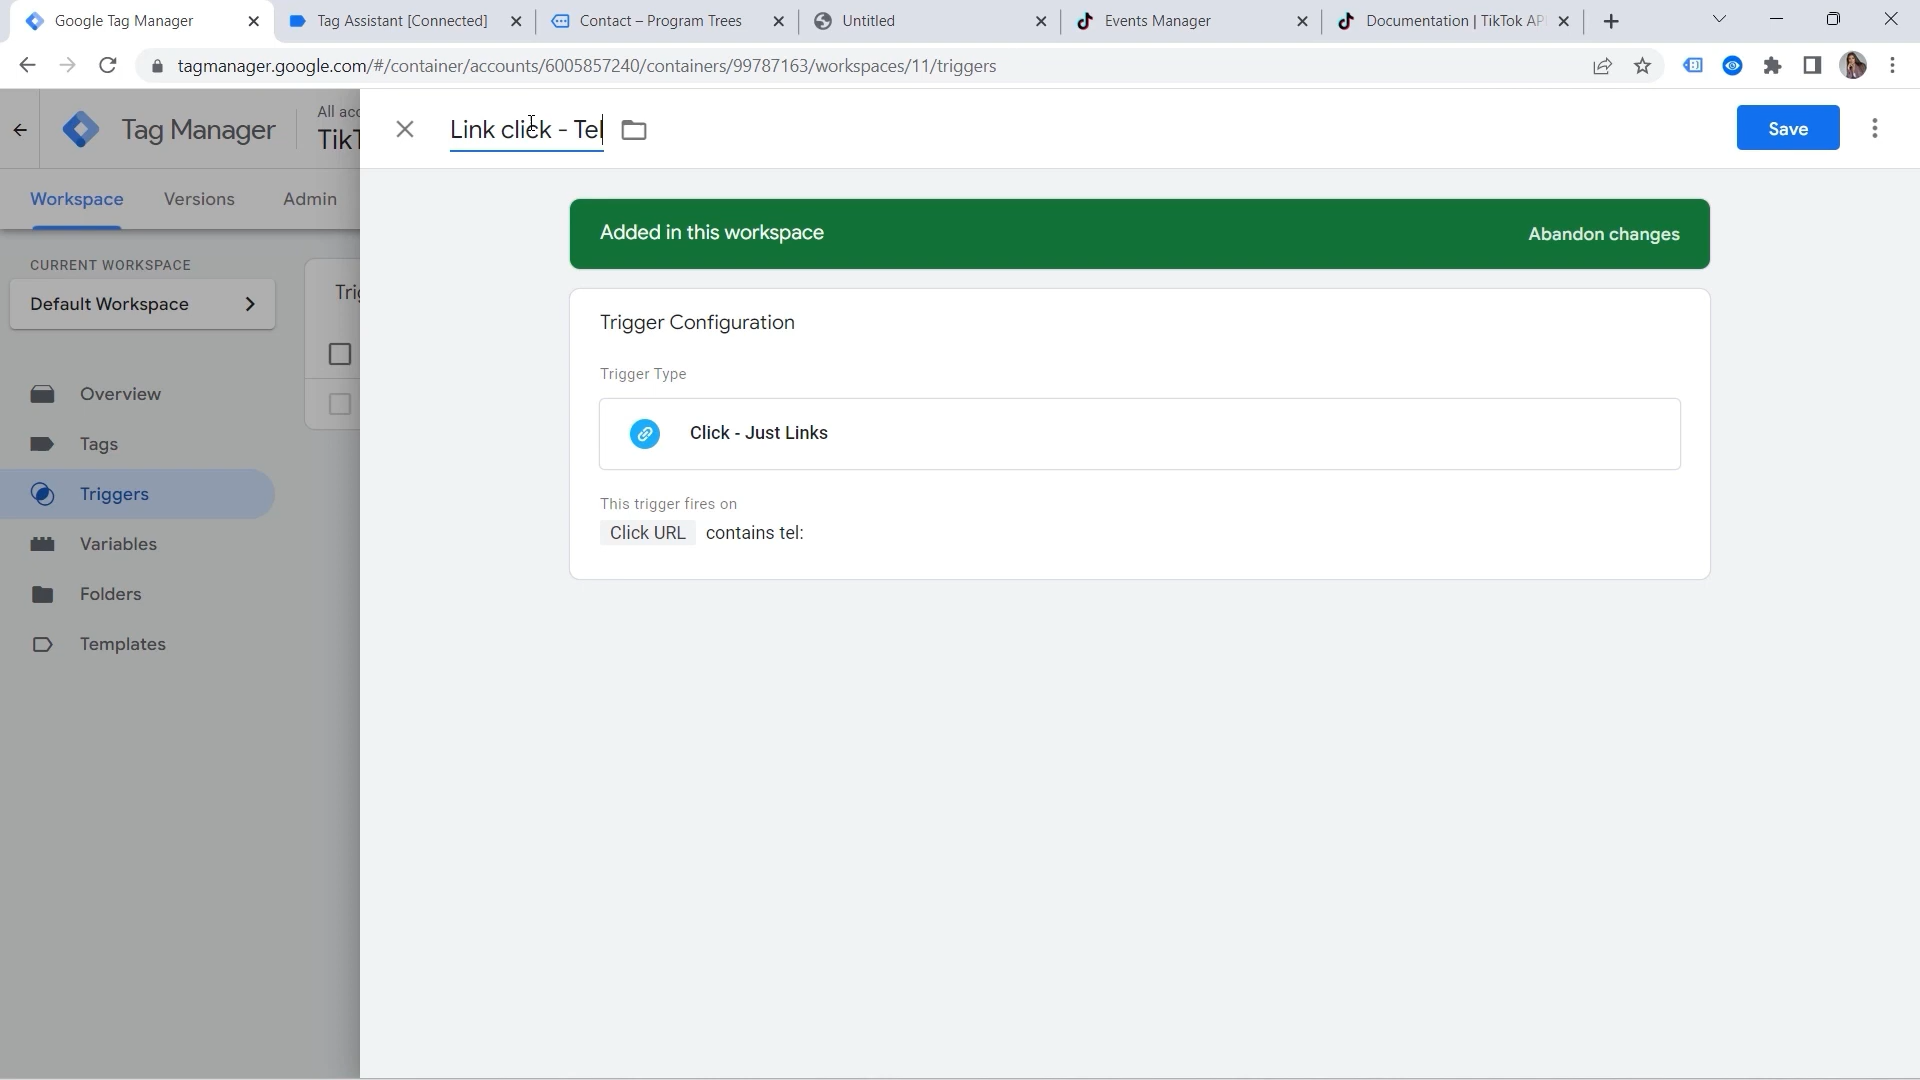 Google Tag Manager
Tag Assistant [Connected]
Contact – Program Trees
Untitled
Events Manager
Documentation | TikTok AP
tagmanager.google.com/#/container/accounts/6005857240/containers/99787163/workspaces/11/triggers
Tag Manager
All acc
TikT
Link click - Tel
Save
Workspace
Versions
Admin
Added in this workspace
Abandon changes
CURRENT WORKSPACE
Default Workspace
Trig
Trigger Configuration
Trigger Type
Click - Just Links
This trigger fires on
Click URL contains tel:
Overview
Tags
Triggers
Variables
Folders
Templates